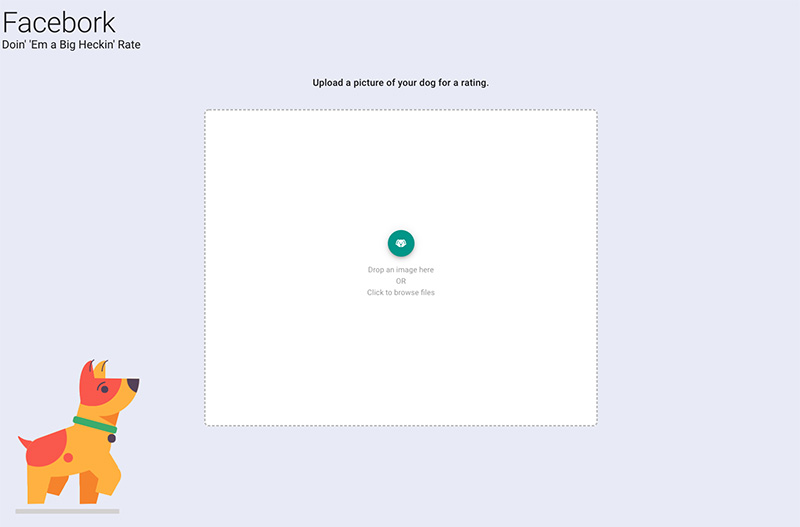 Facebork
Doin' 'Em a Big Heckin' Rate
Upload a picture of your dog for a rating.
Drop an image here
OR
Click to browse files